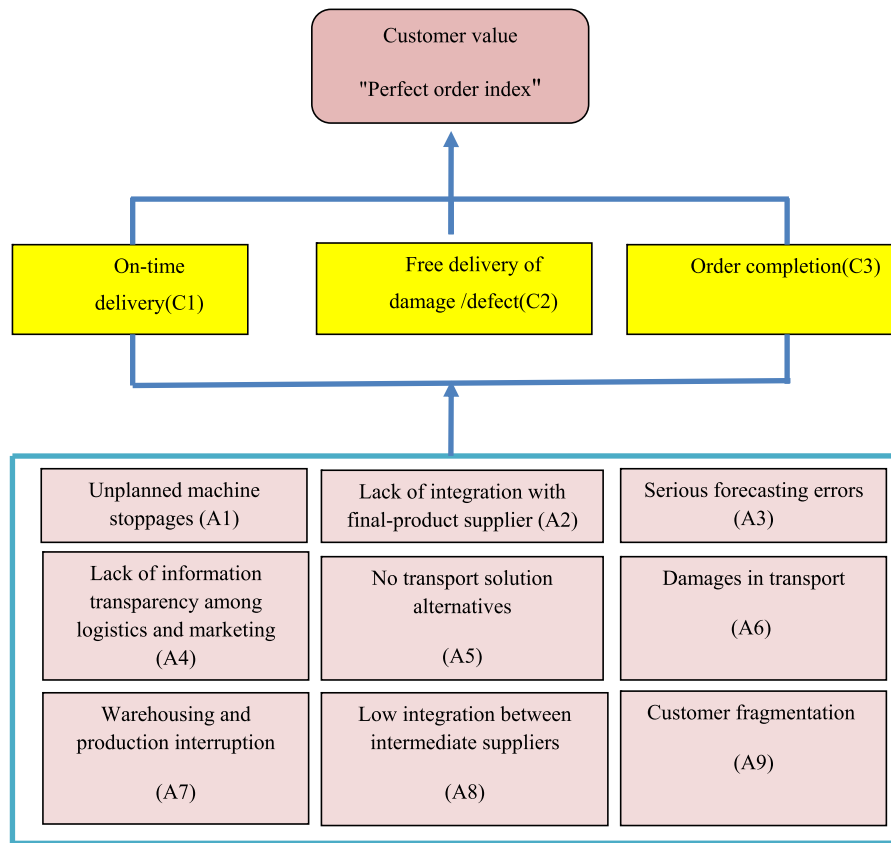 Customer value
"Perfect order index"
On-time
delivery(C1)
Free delivery of
damage /defect(C2)
Order completion(C3)
Unplanned machine
stoppages (A1)
Lack of integration with
final-product supplier (A2)
Serious forecasting errors
(A3)
Lack of information
transparency among
logistics and marketing
(A4)
No transport solution
alternatives
(A5)
Damages in transport
(A6)
Warehousing and
production interruption
(A7)
Low integration between
intermediate suppliers
(A8)
Customer fragmentation
(A9)